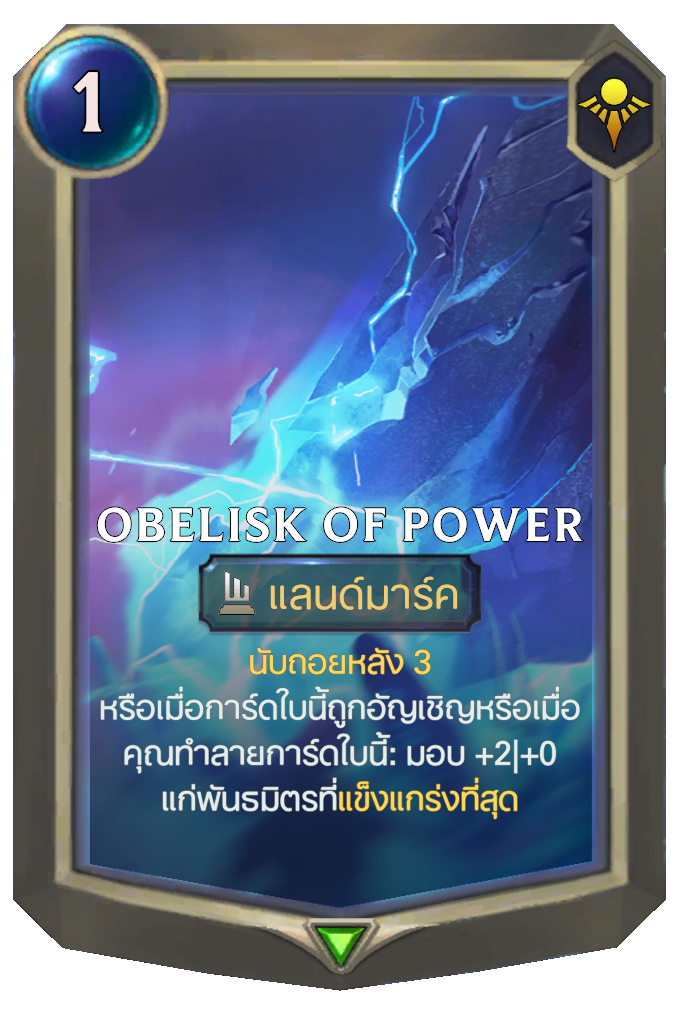 1
OBELISK OF POWER
แลนด์มาร์ค
นับถอยหลัง 3
หรือเมื่อการ์ดใบนี้ถูกอัญเชิญหรือเมื่อ
คุณทำลายการ์ดใบนี้: มอบ +2|+0
แก่พันธมิตรที่แข็งแกร่งที่สุด